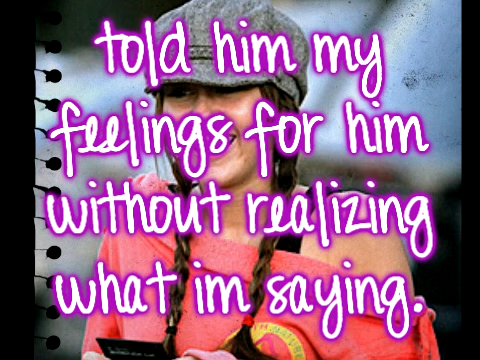 told him my
feelings for him
without realizing
what im saying.